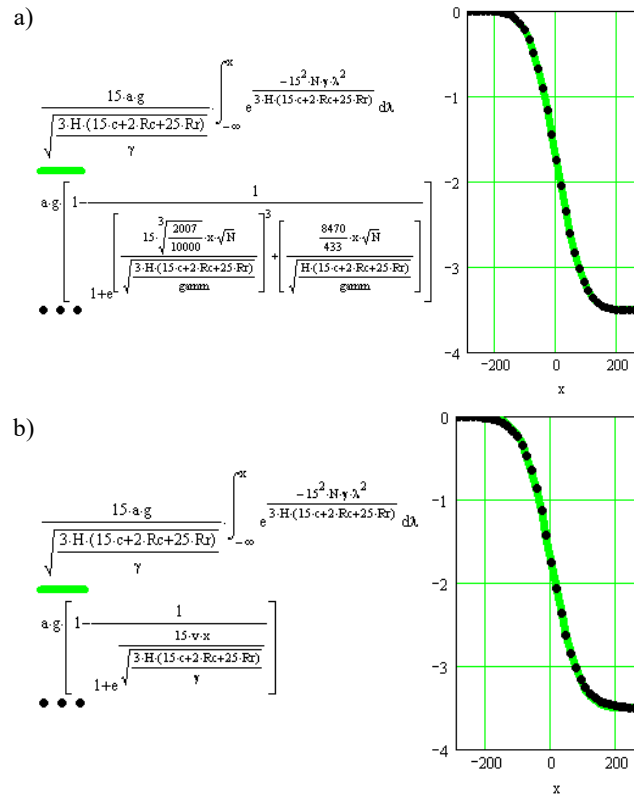 a)
15·a·g / √(3·H·(15·c+2·Rc+25·Rr) / γ) · ∫_{-∞}^{x} e^{(-15²·N·γ·λ²) / (3·H·(15·c+2·Rc+25·Rr))} dλ
a·g·[1 - 1 / (1+e^{[15·∛(2007/10000)·x·√N / √(3·H·(15·c+2·Rc+25·Rr) / gamm)]³ + [8470/433·x·√N / √(H·(15·c+2·Rc+25·Rr) / gamm)]})]
0
−1
−2
−3
−4
−200 0 200
x
b)
15·a·g / √(3·H·(15·c+2·Rc+25·Rr) / γ) · ∫_{-∞}^{x} e^{(-15²·N·γ·λ²) / (3·H·(15·c+2·Rc+25·Rr))} dλ
a·g·[1 - 1 / (1+e^{15·v·x / √(3·H·(15·c+2·Rc+25·Rr) / γ)})]
0
−1
−2
−3
−4
−200 0 200
x